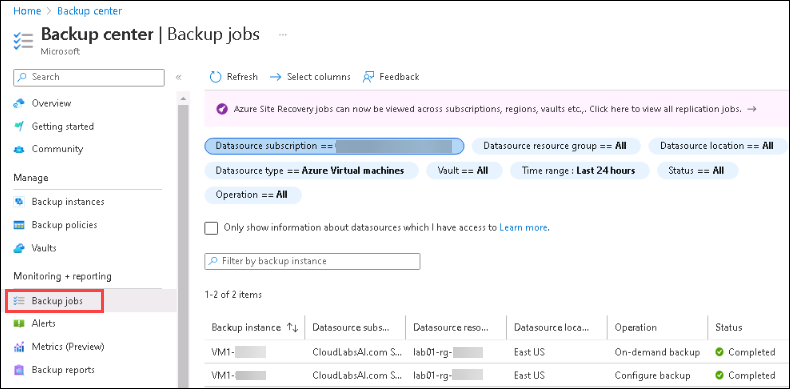 Home > Backup center >
Backup center | Backup jobs ...
Microsoft
Search «
Overview
Getting started
Community
Manage
Backup instances
Backup policies
Vaults
Monitoring + reporting
Backup jobs
Alerts
Metrics (Preview)
Backup reports
Refresh Select columns Feedback
Azure Site Recovery jobs can now be viewed across subscriptions, regions, vaults etc,. Click here to view all replication jobs. →
Datasource subscription == Datasource resource group == All Datasource location == All
Datasource type == Azure Virtual machines Vault == All Time range : Last 24 hours Status == All
Operation == All
Only show information about datasources which I have access to Learn more.
Filter by backup instance
1-2 of 2 items
Backup instance ↑↓ Datasource subs... Datasource reso... Datasource loca... Operation Status
VM1- CloudLabsAI.com S... lab01-rg- East US On-demand backup Completed
VM1- CloudLabsAI.com S... lab01-rg- East US Configure backup Completed